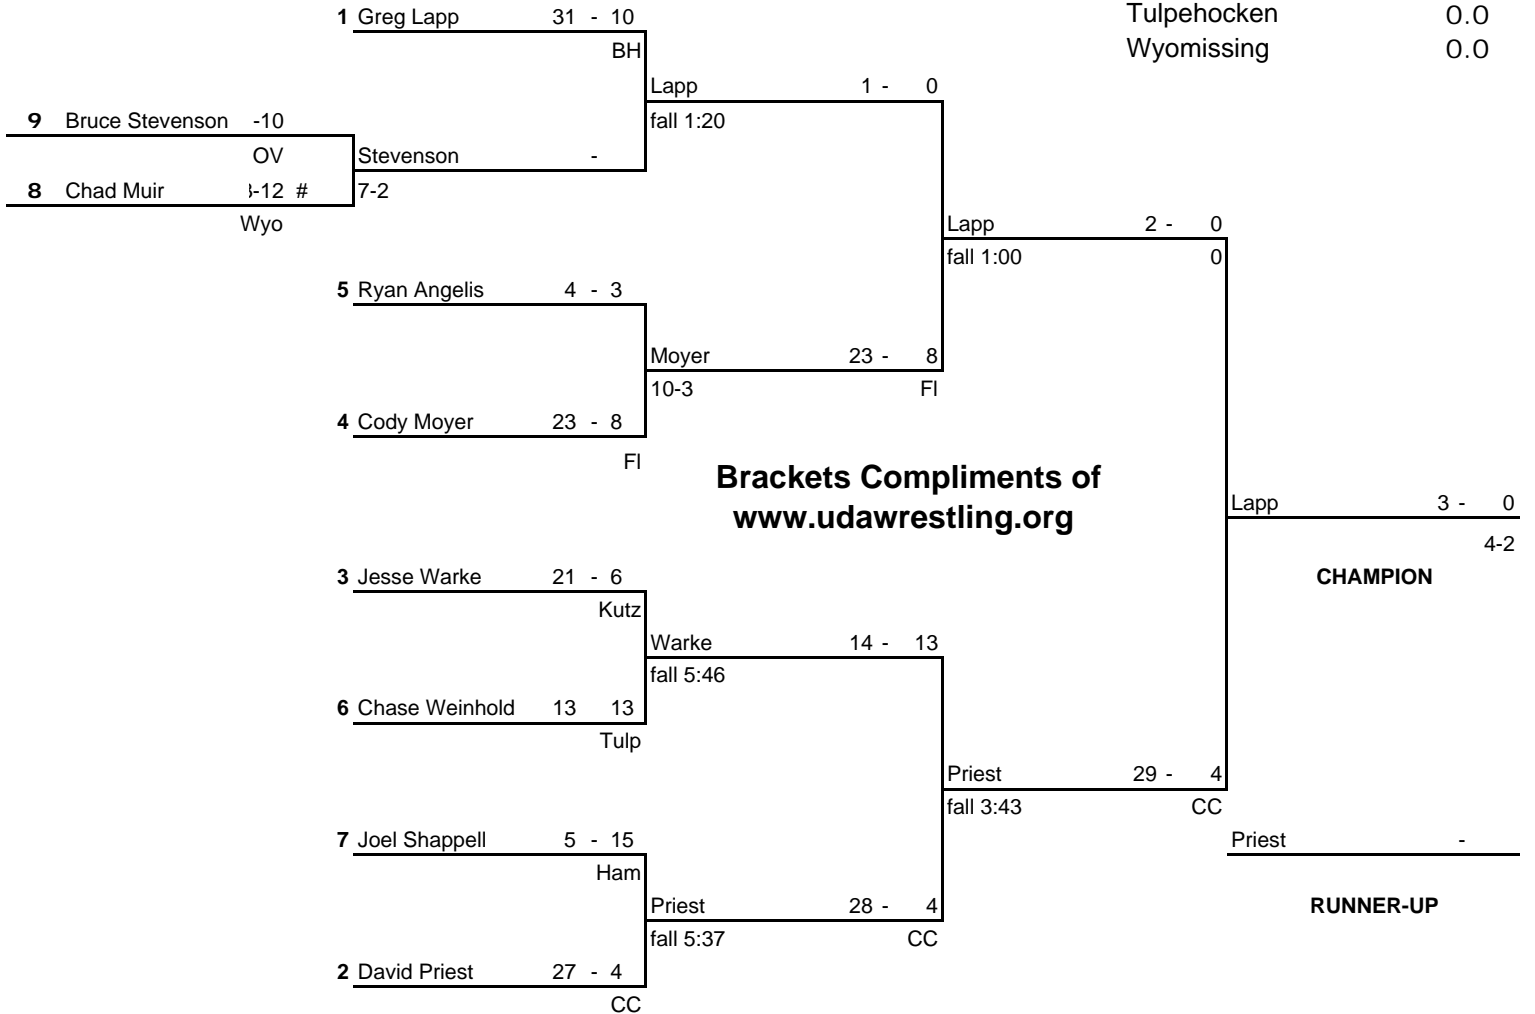 Tulpehocken 0.0
Wyomissing 0.0
1 Greg Lapp 31 - 10
BH
Lapp 1 - 0
fall 1:20
9 Bruce Stevenson -10
OV
Stevenson -
8 Chad Muir -12 #
7-2
Wyo
Lapp 2 - 0
fall 1:00 0
5 Ryan Angelis 4 - 3
Moyer 23 - 8
10-3 Fl
4 Cody Moyer 23 - 8
Fl
Brackets Compliments of
www.udawrestling.org
Lapp 3 - 0
4-2
CHAMPION
3 Jesse Warke 21 - 6
Kutz
Warke 14 - 13
fall 5:46
6 Chase Weinhold 13 13
Tulp
Priest 29 - 4
fall 3:43 CC
7 Joel Shappell 5 - 15
Ham
Priest -
RUNNER-UP
Priest 28 - 4
fall 5:37 CC
2 David Priest 27 - 4
CC